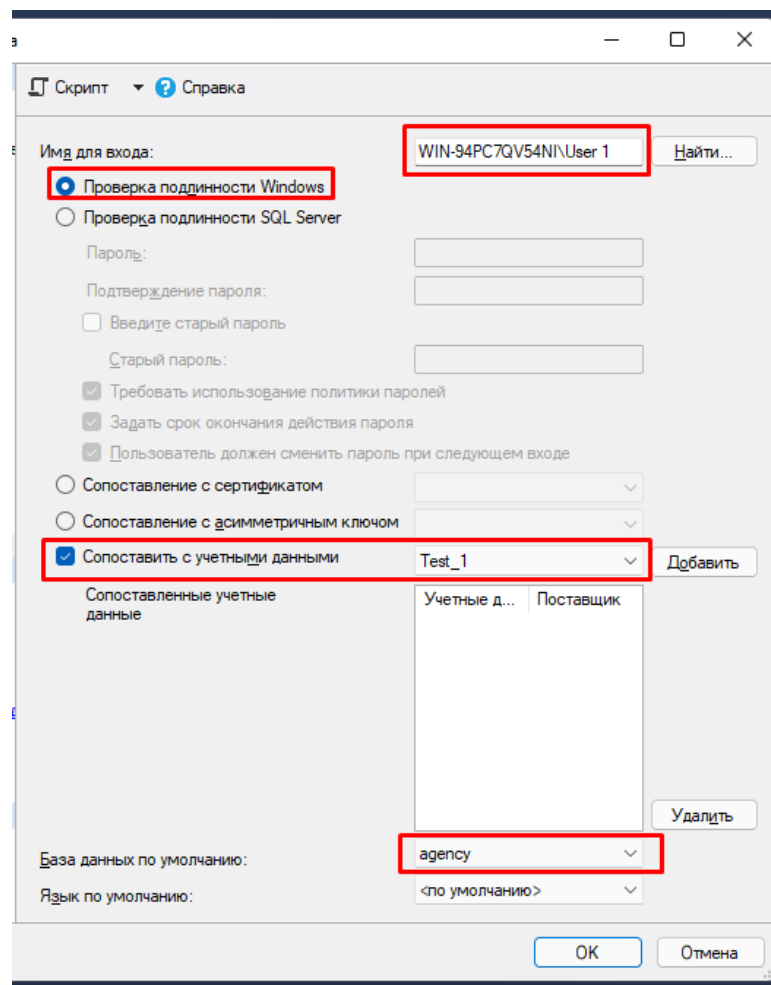 а
Скрипт Справка
Имя для входа: WIN-94PC7QV54NI\User 1 Найти...
Проверка подлинности Windows
Проверка подлинности SQL Server
Пароль:
Подтверждение пароля:
Введите старый пароль
Старый пароль:
Требовать использование политики паролей
Задать срок окончания действия пароля
Пользователь должен сменить пароль при следующем входе
Сопоставление с сертификатом
Сопоставление с асимметричным ключом
Сопоставить с учетными данными Test_1 Добавить
Сопоставленные учетные Учетные д... Поставщик
данные
Удалить
База данных по умолчанию: agency
Язык по умолчанию: <по умолчанию>
OK Отмена